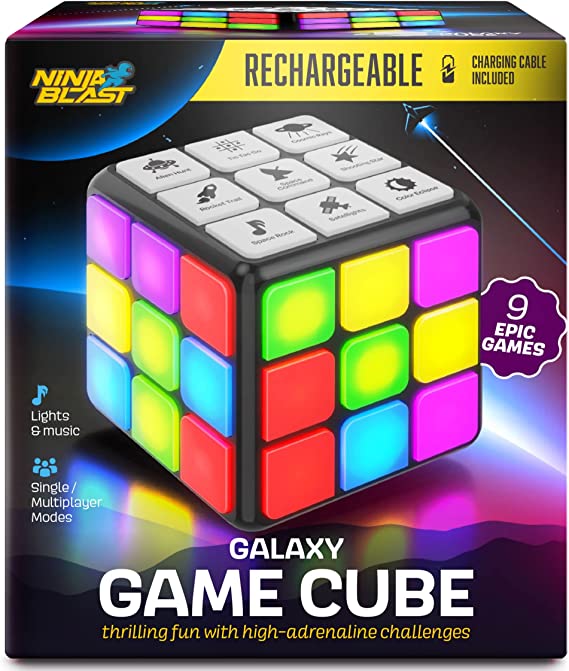 NINJA
BLAST
RECHARGEABLE
CHARGING CABLE
INCLUDED
Cosmic Rays
Tic Tac Go
Shooting Star
Alien Hunt
Space
Command
Color Eclipse
Rocket Trail
Satellights
Space Rock
9
EPIC
GAMES
Lights
& music
Single /
Multiplayer
Modes
GALAXY
GAME CUBE
thrilling fun with high-adrenaline challenges